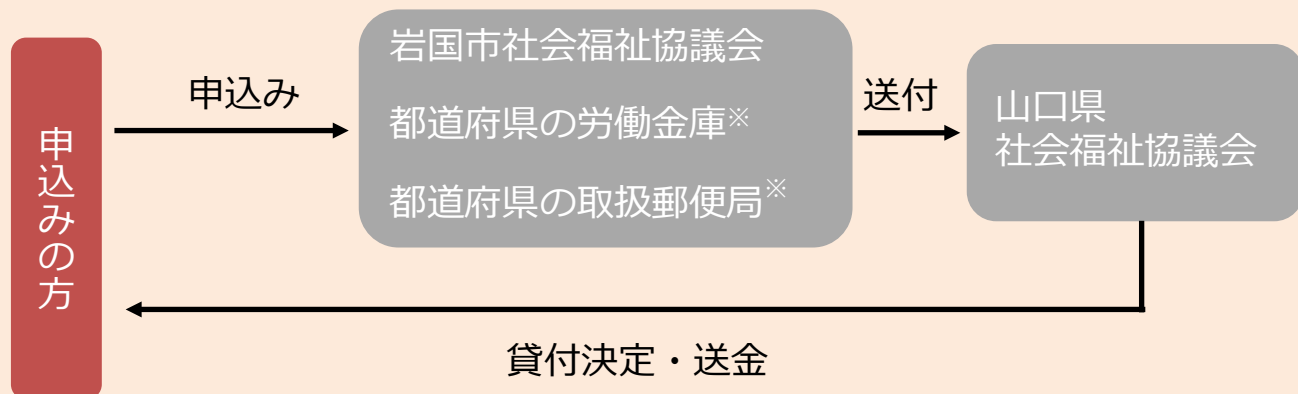 申込みの方
申込み
岩国市社会福祉協議会
都道府県の労働金庫※
都道府県の取扱郵便局※
送付
山口県
社会福祉協議会
貸付決定・送金